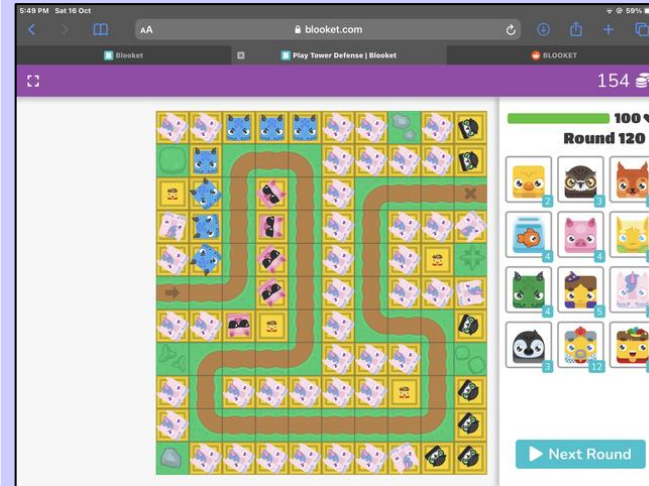 5:49 PM Sat 16 Oct
59%
AA
blooket.com
Blooket
Play Tower Defense | Blooket
BLOOKET
154
100
Round 120
2
3
4
4
4
5
3
12
Next Round